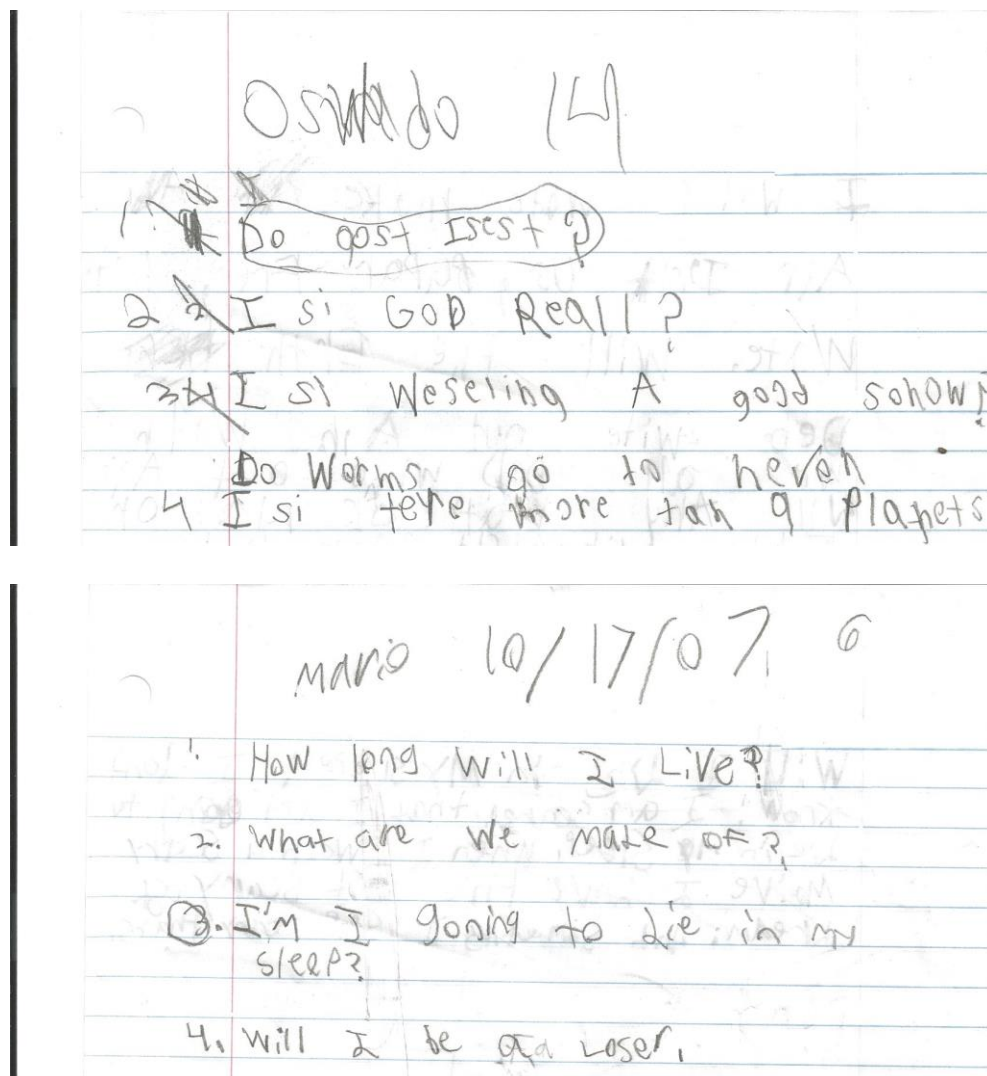 Oswaldo 14
1. Do gost Isest?
2 I si GOD Reall?
3 I si Weseling A good sohow?
Do Worms go to heven
4 I si tere more tan 9 Planets
mario 10/17/07 6
1. How long will I Live?
2. What are We made of?
3. I'm I gooing to die in my
sleep?
4. will I be a Loser.